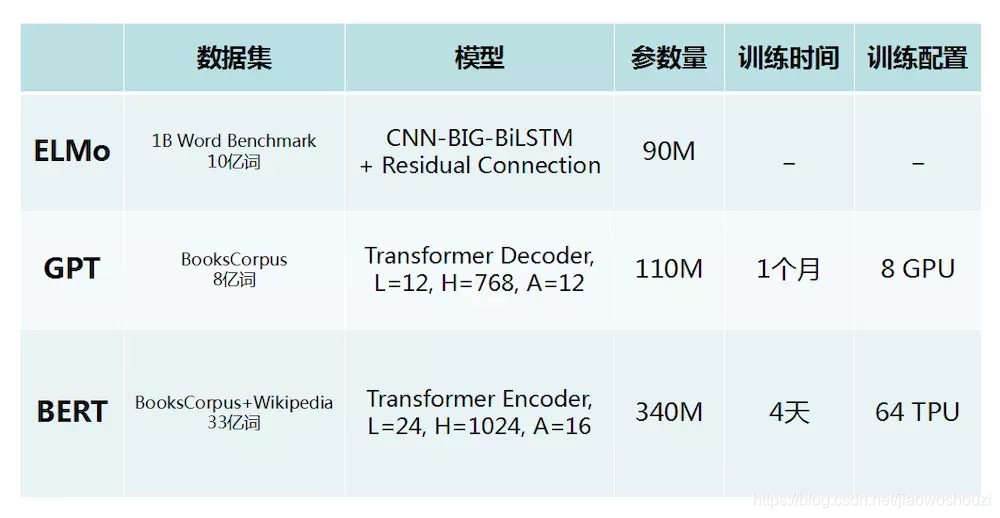 数据集 模型 参数量 训练时间 训练配置
ELMo 1B Word Benchmark
10亿词 CNN-BIG-BiLSTM
+ Residual Connection 90M – –
GPT BooksCorpus
8亿词 Transformer Decoder,
L=12, H=768, A=12 110M 1个月 8 GPU
BERT BooksCorpus+Wikipedia
33亿词 Transformer Encoder,
L=24, H=1024, A=16 340M 4天 64 TPU
https://blog.csdn.net/jiaowoshouzi